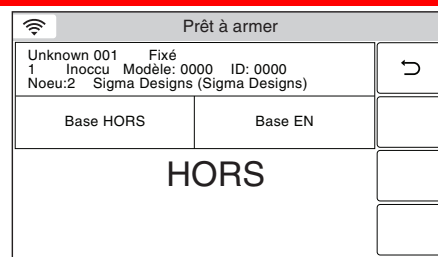 Prêt à armer
Unknown 001 Fixé
1 Inoccu Modèle: 0000 ID: 0000
Noeu:2 Sigma Designs (Sigma Designs)
Base HORS Base EN
HORS